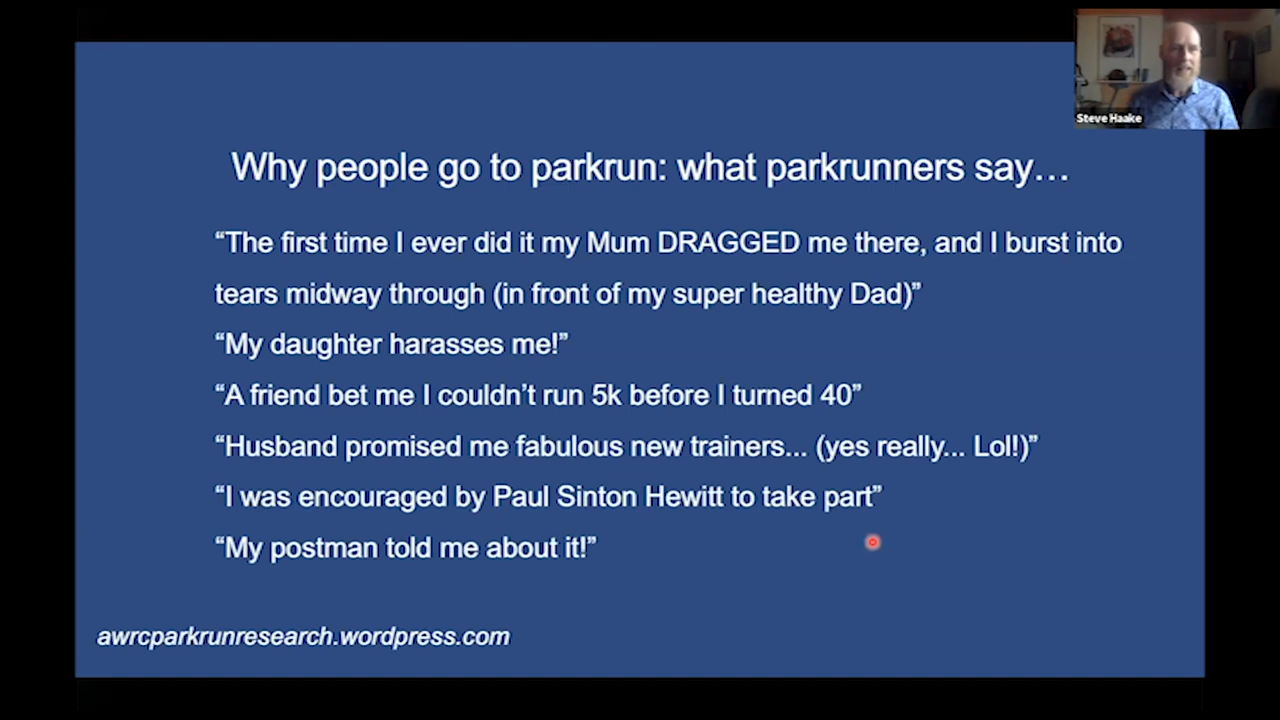 Steve Haake
Why people go to parkrun: what parkrunners say…
“The first time I ever did it my Mum DRAGGED me there, and I burst into
tears midway through (in front of my super healthy Dad)”
“My daughter harasses me!”
“A friend bet me I couldn’t run 5k before I turned 40”
“Husband promised me fabulous new trainers... (yes really... Lol!)”
“I was encouraged by Paul Sinton Hewitt to take part”
“My postman told me about it!”
awrcparkrunresearch.wordpress.com